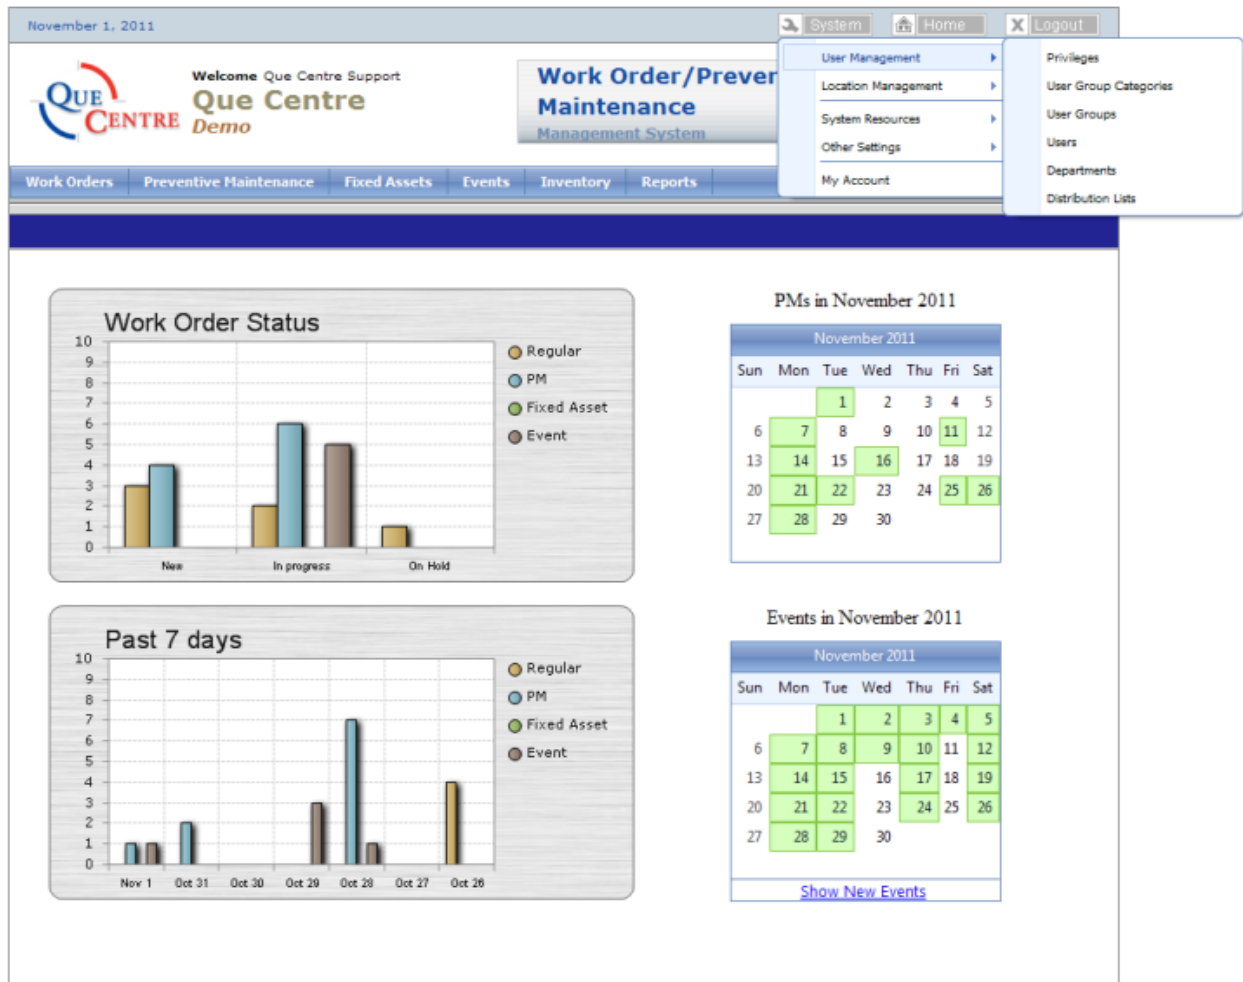 November 1, 2011
System
Home
Logout
User Management
Location Management
System Resources
Other Settings
My Account
Privileges
User Group Categories
User Groups
Users
Departments
Distribution Lists
QUE CENTRE
Welcome Que Centre Support
Que Centre
Demo
Work Order/Preven
Maintenance
Management System
Work Orders Preventive Maintenance Fixed Assets Events Inventory Reports
Work Order Status
10
9
8
7
6
5
4
3
2
1
0
New In progress On Hold
Regular
PM
Fixed Asset
Event
PMs in November 2011
November 2011
Sun Mon Tue Wed Thu Fri Sat
1 2 3 4 5
6 7 8 9 10 11 12
13 14 15 16 17 18 19
20 21 22 23 24 25 26
27 28 29 30
Past 7 days
10
9
8
7
6
5
4
3
2
1
0
Nov 1 Oct 31 Oct 30 Oct 29 Oct 28 Oct 27 Oct 26
Regular
PM
Fixed Asset
Event
Events in November 2011
November 2011
Sun Mon Tue Wed Thu Fri Sat
1 2 3 4 5
6 7 8 9 10 11 12
13 14 15 16 17 18 19
20 21 22 23 24 25 26
27 28 29 30
Show New Events